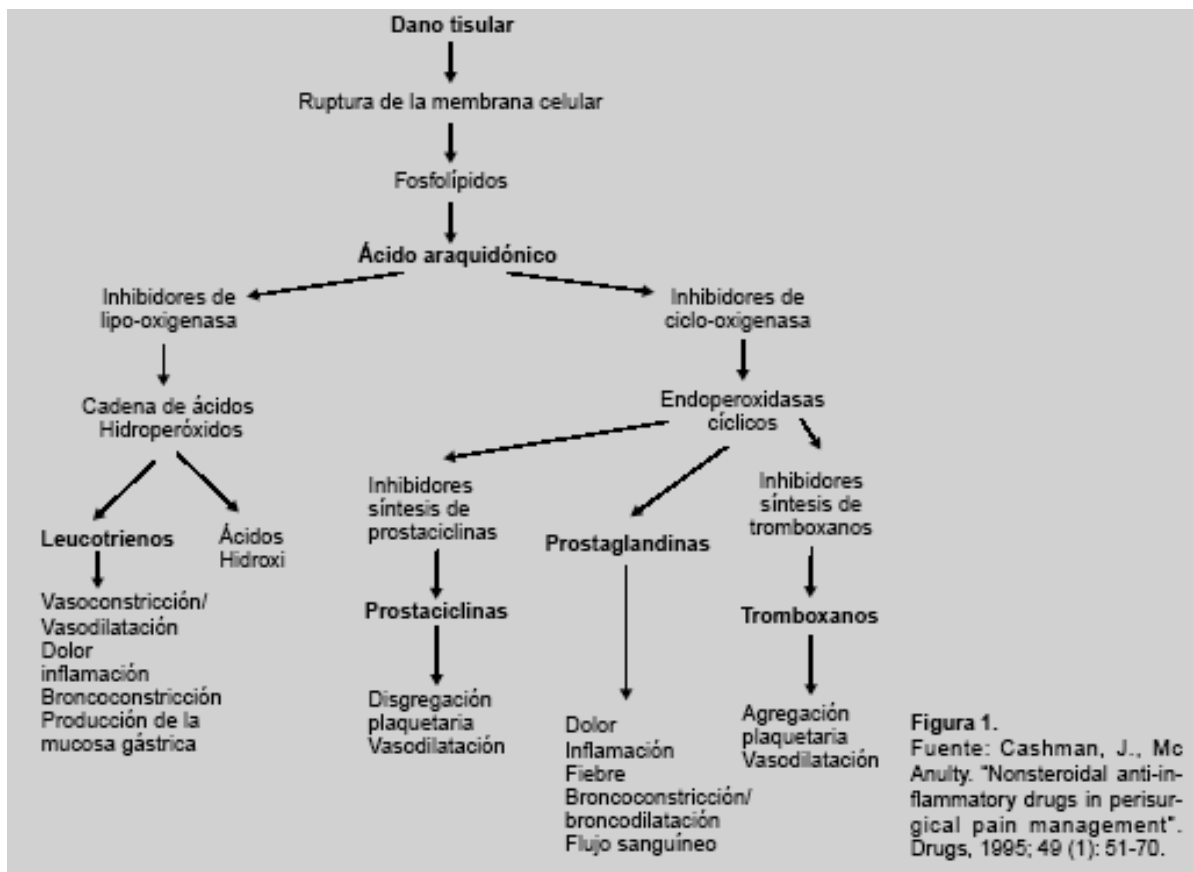 Dano tisular
Ruptura de la membrana celular
Fosfolípidos
Ácido araquidónico
Inhibidores de
lipo-oxigenasa
Inhibidores de
ciclo-oxigenasa
Cadena de ácidos
Hidroperóxidos
Endoperoxidasas
cíclicos
Leucotrienos
Ácidos
Hidroxi
Inhibidores
síntesis de
prostaciclinas
Prostaglandinas
Inhibidores
síntesis de
tromboxanos
Vasoconstricción/
Vasodilatación
Dolor
inflamación
Broncoconstricción
Producción de la
mucosa gástrica
Prostaciclinas
Tromboxanos
Disgregación
plaquetaria
Vasodilatación
Dolor
Inflamación
Fiebre
Broncoconstricción/
broncodilatación
Flujo sanguíneo
Agregación
plaquetaria
Vasodilatación
Figura 1.
Fuente: Cashman, J., Mc
Anulty. "Nonsteroidal anti-in-
flammatory drugs in perisur-
gical pain management".
Drugs, 1995; 49 (1): 51-70.